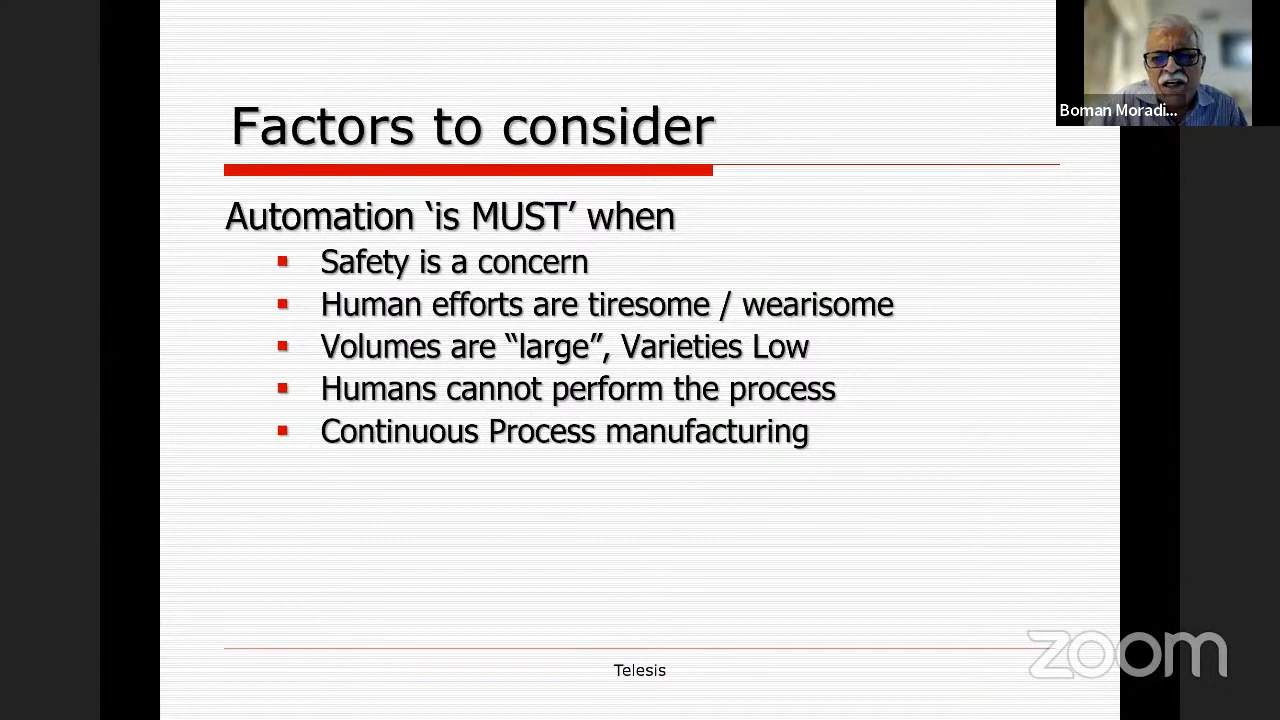 Factors to consider
Automation ‘is MUST’ when
Safety is a concern
Human efforts are tiresome / wearisome
Volumes are “large”, Varieties Low
Humans cannot perform the process
Continuous Process manufacturing
Telesis
Boman Moradi...
zoom